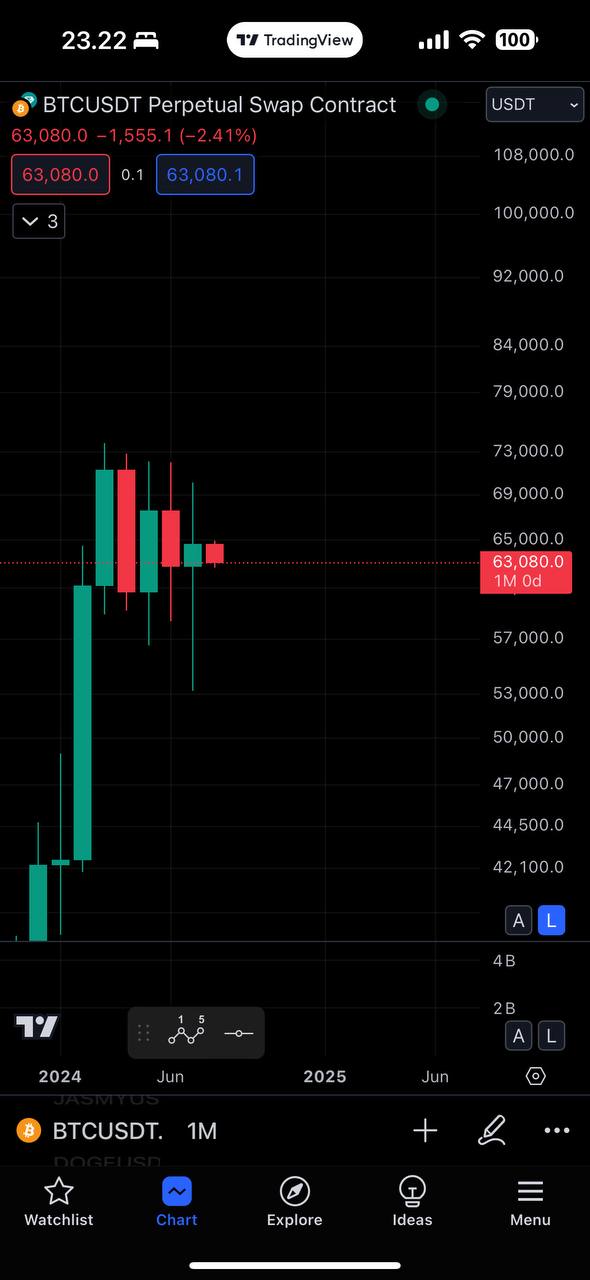 23.22
TradingView
100
BTCUSDT Perpetual Swap Contract
USDT
63,080.0 −1,555.1 (−2.41%)
63,080.0 0.1 63,080.1
3
108,000.0
100,000.0
92,000.0
84,000.0
79,000.0
73,000.0
69,000.0
65,000.0
63,080.0
1M 0d
57,000.0
53,000.0
50,000.0
47,000.0
44,500.0
42,100.0
A L
4B
2B
1 5
A L
2024 Jun 2025 Jun
JASMYUS
BTCUSDT. 1M
DOGEUSD
Watchlist Chart Explore Ideas Menu